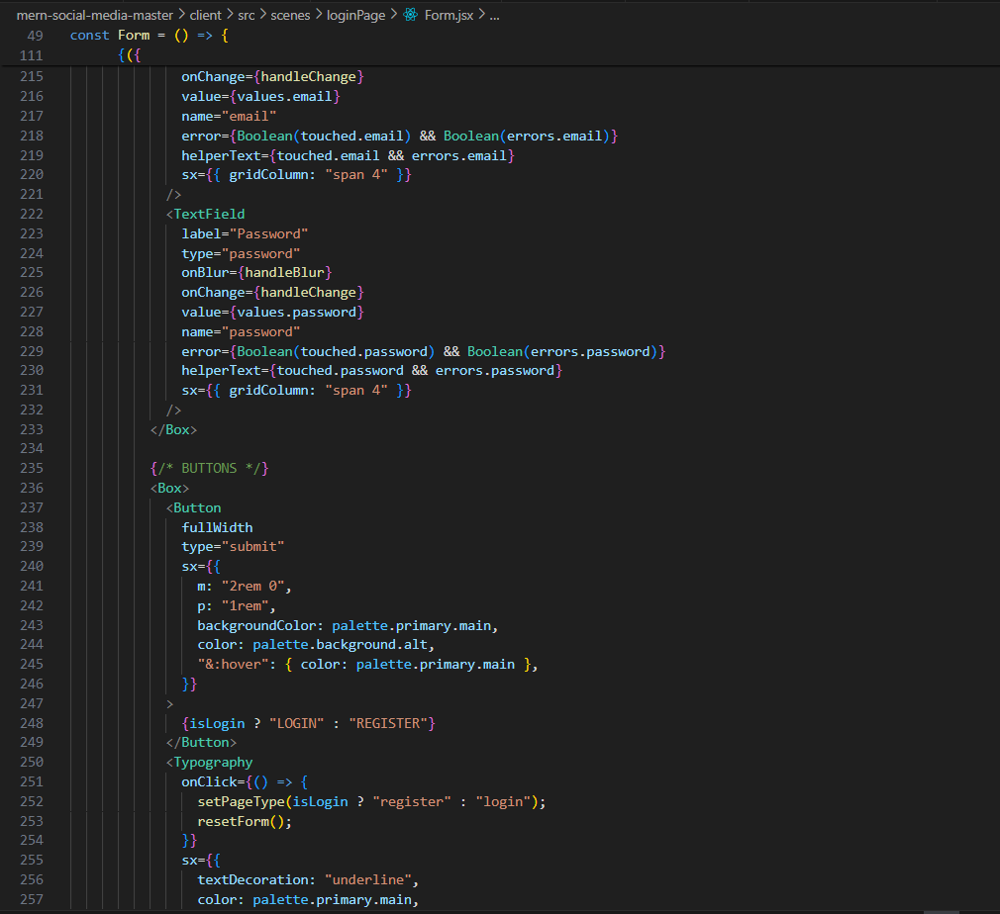 mern-social-media-master > client > src > scenes > loginPage > Form.jsx > ...
49 const Form = () => {
111 {({
215 onChange={handleChange}
216 value={values.email}
217 name="email"
218 error={Boolean(touched.email) && Boolean(errors.email)}
219 helperText={touched.email && errors.email}
220 sx={{ gridColumn: "span 4" }}
221 />
222 <TextField
223 label="Password"
224 type="password"
225 onBlur={handleBlur}
226 onChange={handleChange}
227 value={values.password}
228 name="password"
229 error={Boolean(touched.password) && Boolean(errors.password)}
230 helperText={touched.password && errors.password}
231 sx={{ gridColumn: "span 4" }}
232 />
233 </Box>
234
235 {/* BUTTONS */}
236 <Box>
237 <Button
238 fullWidth
239 type="submit"
240 sx={{
241 m: "2rem 0",
242 p: "1rem",
243 backgroundColor: palette.primary.main,
244 color: palette.background.alt,
245 "&:hover": { color: palette.primary.main },
246 }}
247 >
248 {isLogin ? "LOGIN" : "REGISTER"}
249 </Button>
250 <Typography
251 onClick={() => {
252 setPageType(isLogin ? "register" : "login");
253 resetForm();
254 }}
255 sx={{
256 textDecoration: "underline",
257 color: palette.primary.main,